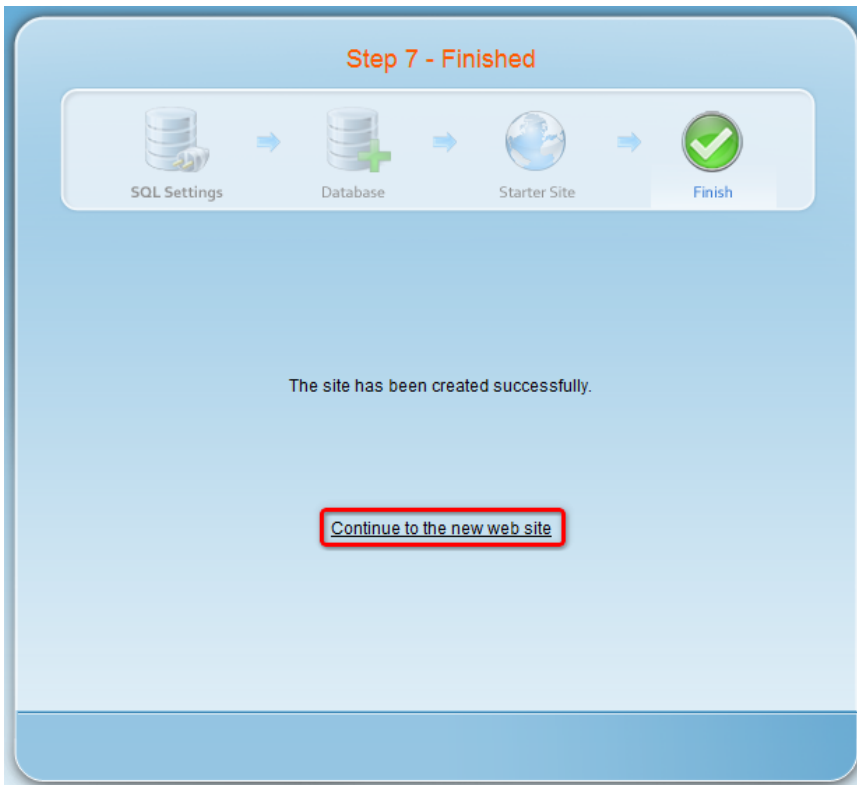 Step 7 - Finished
SQL Settings
Database
Starter Site
Finish
The site has been created successfully.
Continue to the new web site